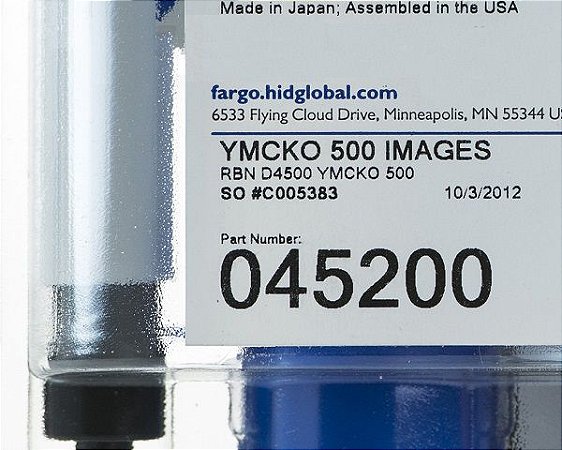 Made in Japan; Assembled in the USA
fargo.hidglobal.com
6533 Flying Cloud Drive, Minneapolis, MN 55344 US
YMCKO 500 IMAGES
RBN D4500 YMCKO 500
SO #C005383 10/3/2012
Part Number:
045200